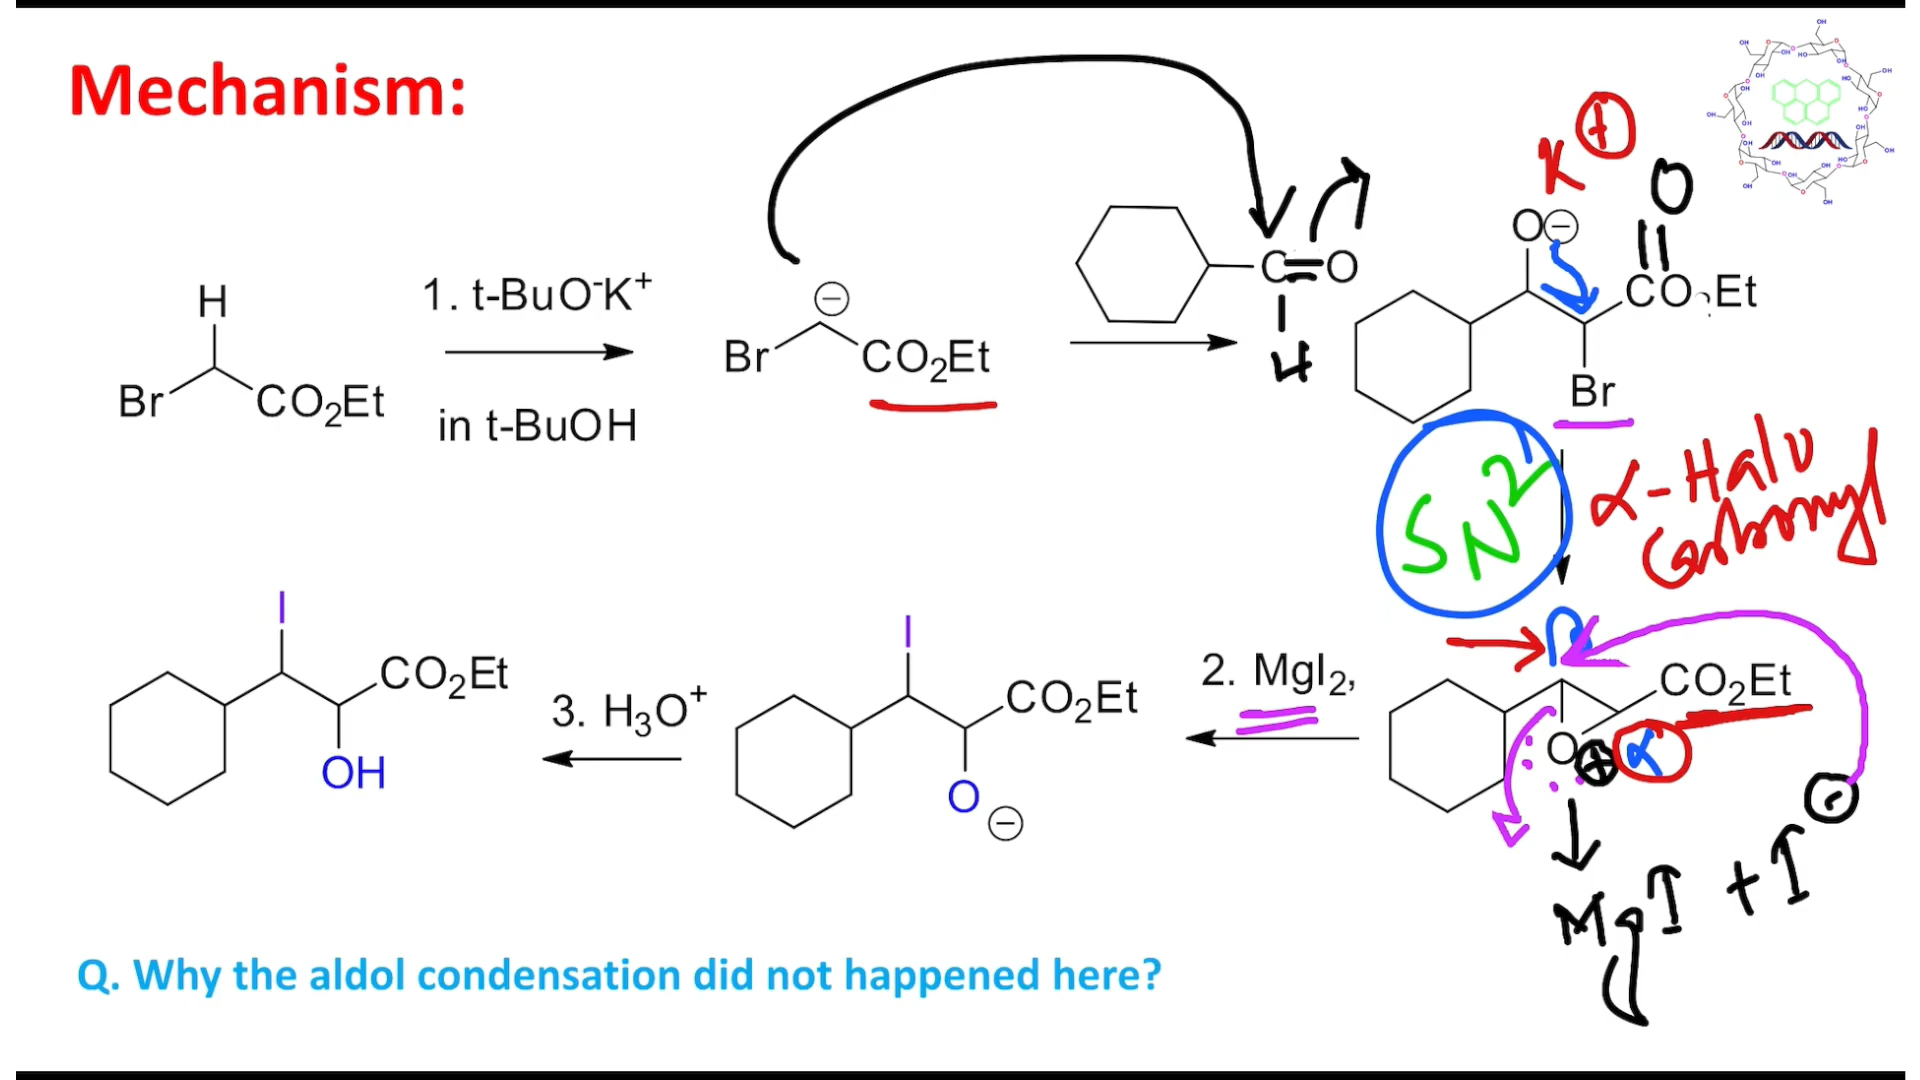 Mechanism:
H
Br
CO₂Et
1. t-BuO⁻K⁺
in t-BuOH
⊖
Br
CO₂Et
C=O
H
K⊕
O
O⊖
CO₂Et
Br
SN2
α-Halo
Carbonyl
CO₂Et
O
⊕
α
MgI + I⊖
2. MgI₂,
I
CO₂Et
O
⊖
3. H₃O⁺
I
CO₂Et
OH
Q. Why the aldol condensation did not happened here?